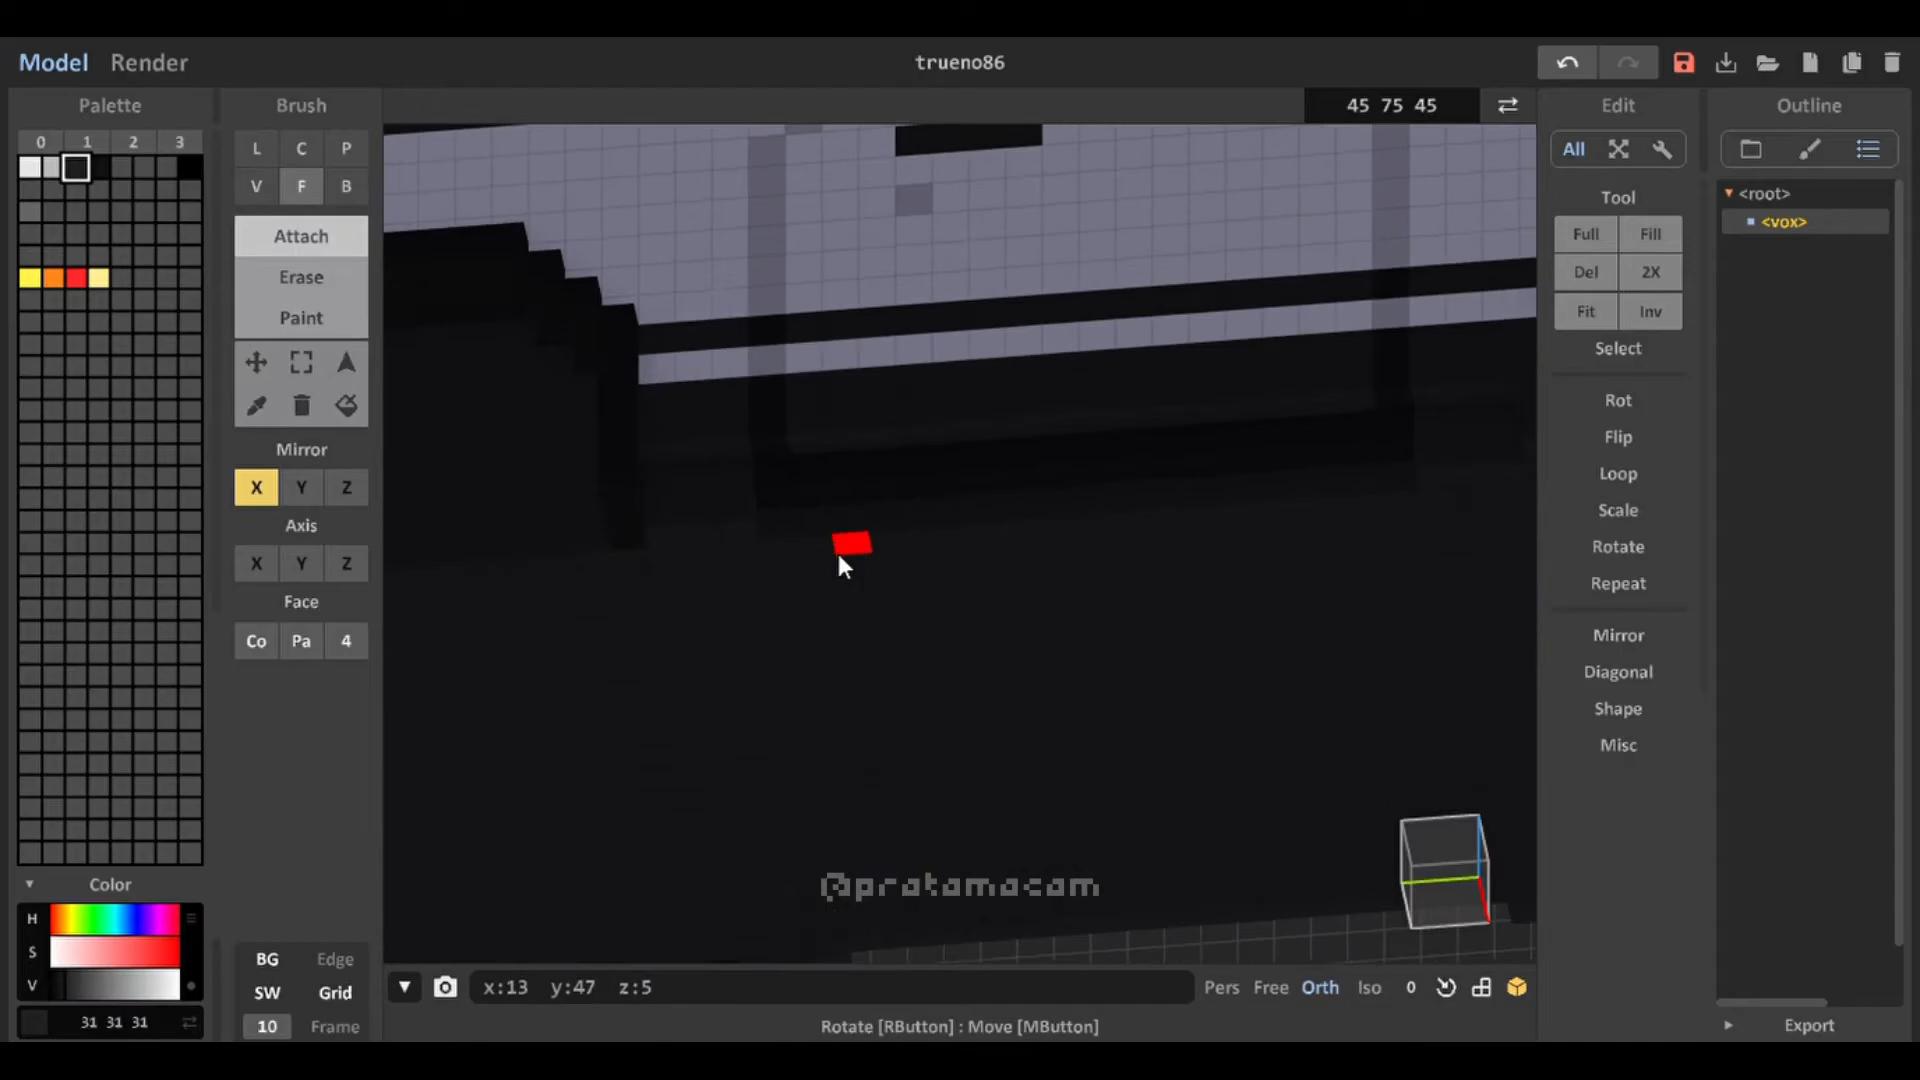 Model Render
trueno86
Palette
Brush
45 75 45
Edit
Outline
0 1 2 3
L C P
V F B
All
<root>
<vox>
Tool
Attach
Full Fill
Erase
Del 2X
Paint
Fit Inv
Select
Rot
Flip
Mirror
Loop
X Y Z
Scale
Axis
Rotate
X Y Z
Repeat
Face
Mirror
Co Pa 4
Diagonal
Shape
Misc
Color
@pratamacam
H
S
V
BG Edge
SW Grid
x:13 y:47 z:5
Pers Free Orth Iso 0
31 31 31
10 Frame
Rotate [RButton] : Move [MButton]
Export